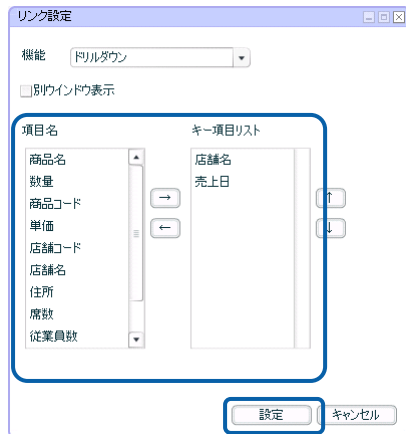 リンク設定
機能 ドリルダウン
別ウインドウ表示
項目名 キー項目リスト
商品名 店舗名
数量 売上日
商品コード → ↑
単価 ← ↓
店舗コード
店舗名
住所
席数
従業員数
設定 キャンセル